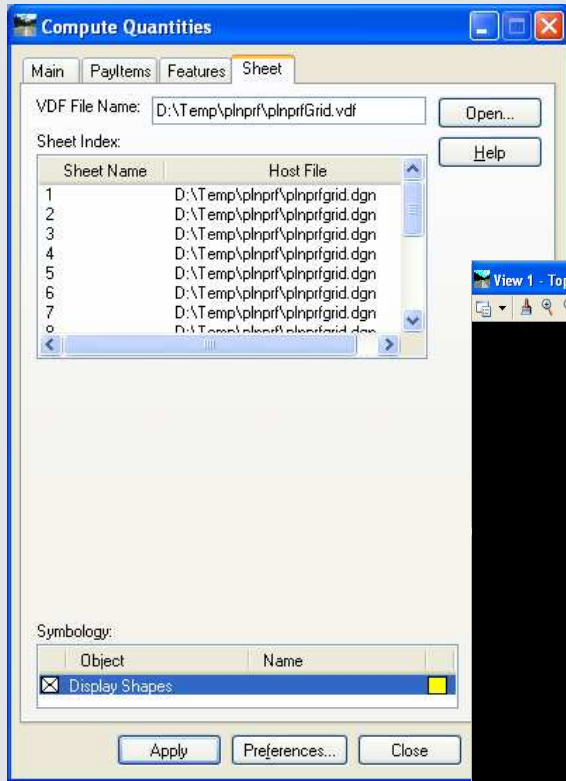 Compute Quantities
Main PayItems Features Sheet
VDF File Name: D:\Temp\plnprf\plnprfGrid.vdf Open...
Sheet Index: Help
Sheet Name Host File
1 D:\Temp\plnprf\plnprfgrid.dgn
2 D:\Temp\plnprf\plnprfgrid.dgn
3 D:\Temp\plnprf\plnprfgrid.dgn
4 D:\Temp\plnprf\plnprfgrid.dgn
5 D:\Temp\plnprf\plnprfgrid.dgn
6 D:\Temp\plnprf\plnprfgrid.dgn
7 D:\Temp\plnprf\plnprfgrid.dgn
View 1 - Top
Symbology:
Object Name
Display Shapes
Apply Preferences... Close